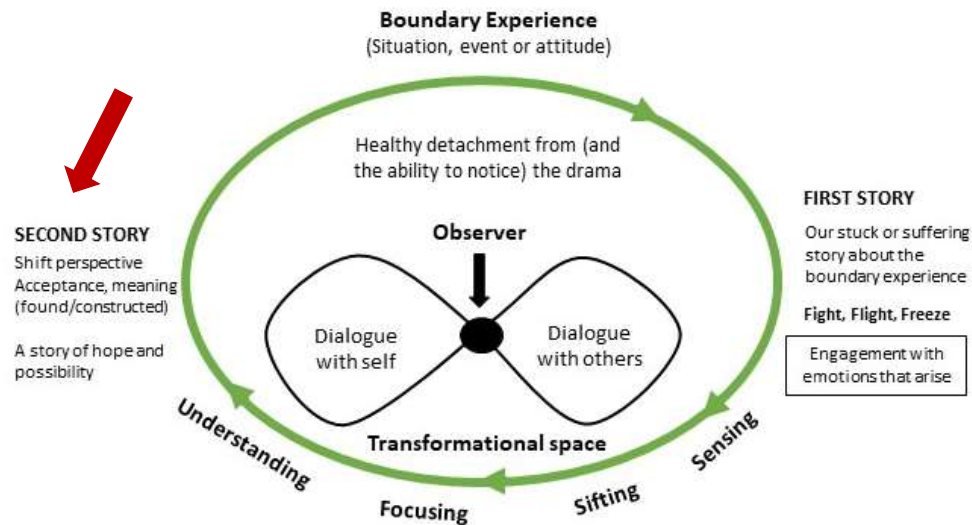 Boundary Experience
(Situation, event or attitude)
Healthy detachment from (and
the ability to notice) the drama
FIRST STORY
Our stuck or suffering
story about the
boundary experience
Fight, Flight, Freeze
Engagement with
emotions that arise
SECOND STORY
Shift perspective
Acceptance, meaning
(found/constructed)
A story of hope and
possibility
Observer
Dialogue
with self
Dialogue
with others
Transformational space
Sensing
Sifting
Focusing
Understanding